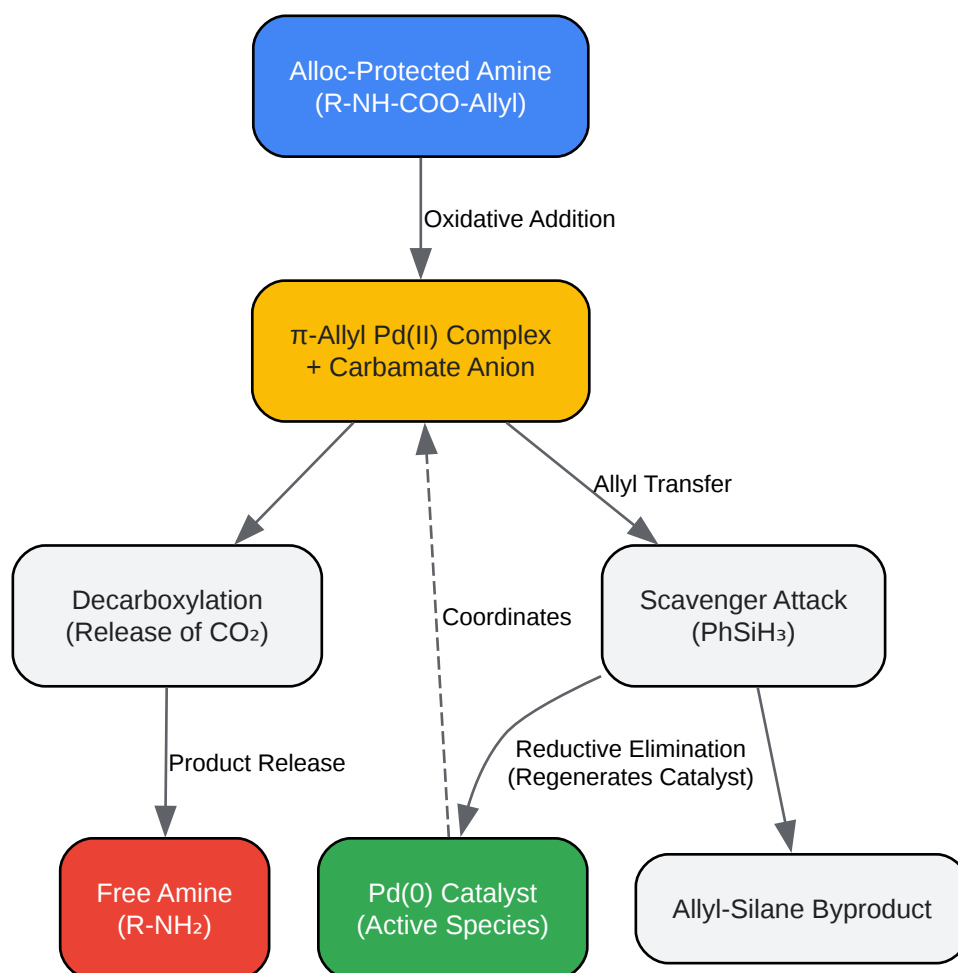 Alloc-Protected Amine
(R-NH-COO-Allyl)
Oxidative Addition
π-Allyl Pd(II) Complex
+ Carbamate Anion
Allyl Transfer
Decarboxylation
(Release of CO₂)
Coordinates
Scavenger Attack
(PhSiH₃)
Product Release
Reductive Elimination
(Regenerates Catalyst)
Free Amine
(R-NH₂)
Pd(0) Catalyst
(Active Species)
Allyl-Silane Byproduct